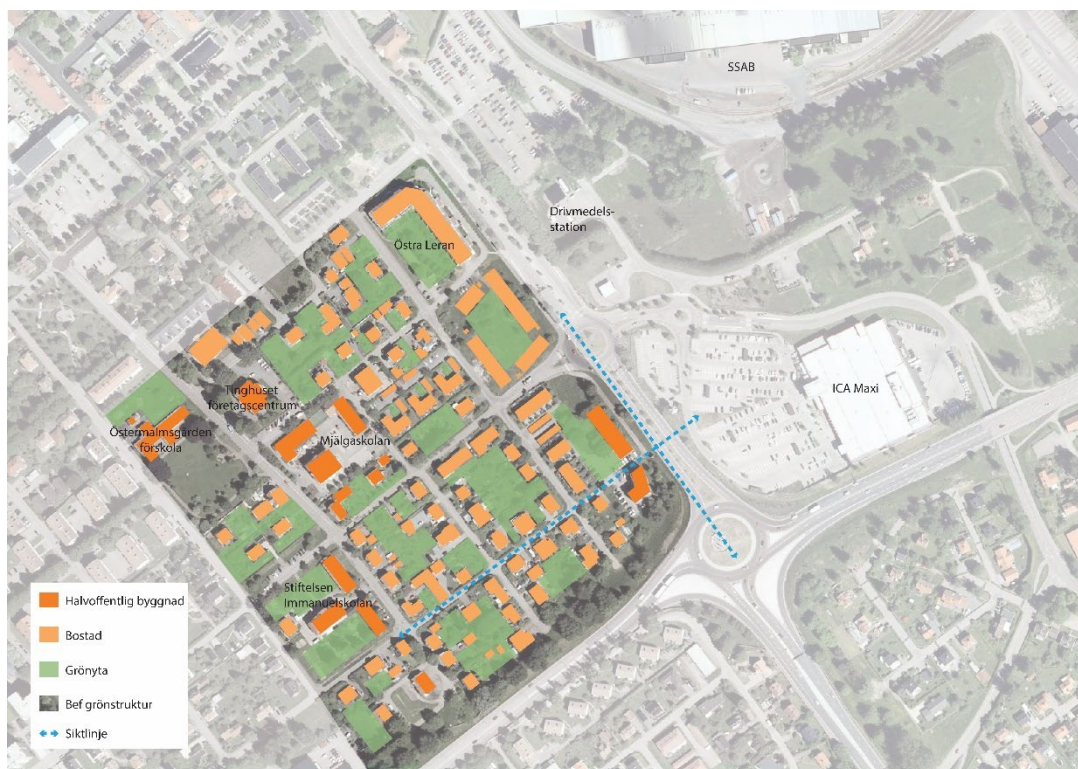 SSAB
Drivmedels-
station
Östra Leran
ICA Maxi
Tinghuset
företagscentrum
Östermalmsgården
förskola
Mjälgaskolan
Stiftelsen
Immanuelskolan
Halvoffentlig byggnad
Bostad
Grönyta
Bef grönstruktur
Siktlinje